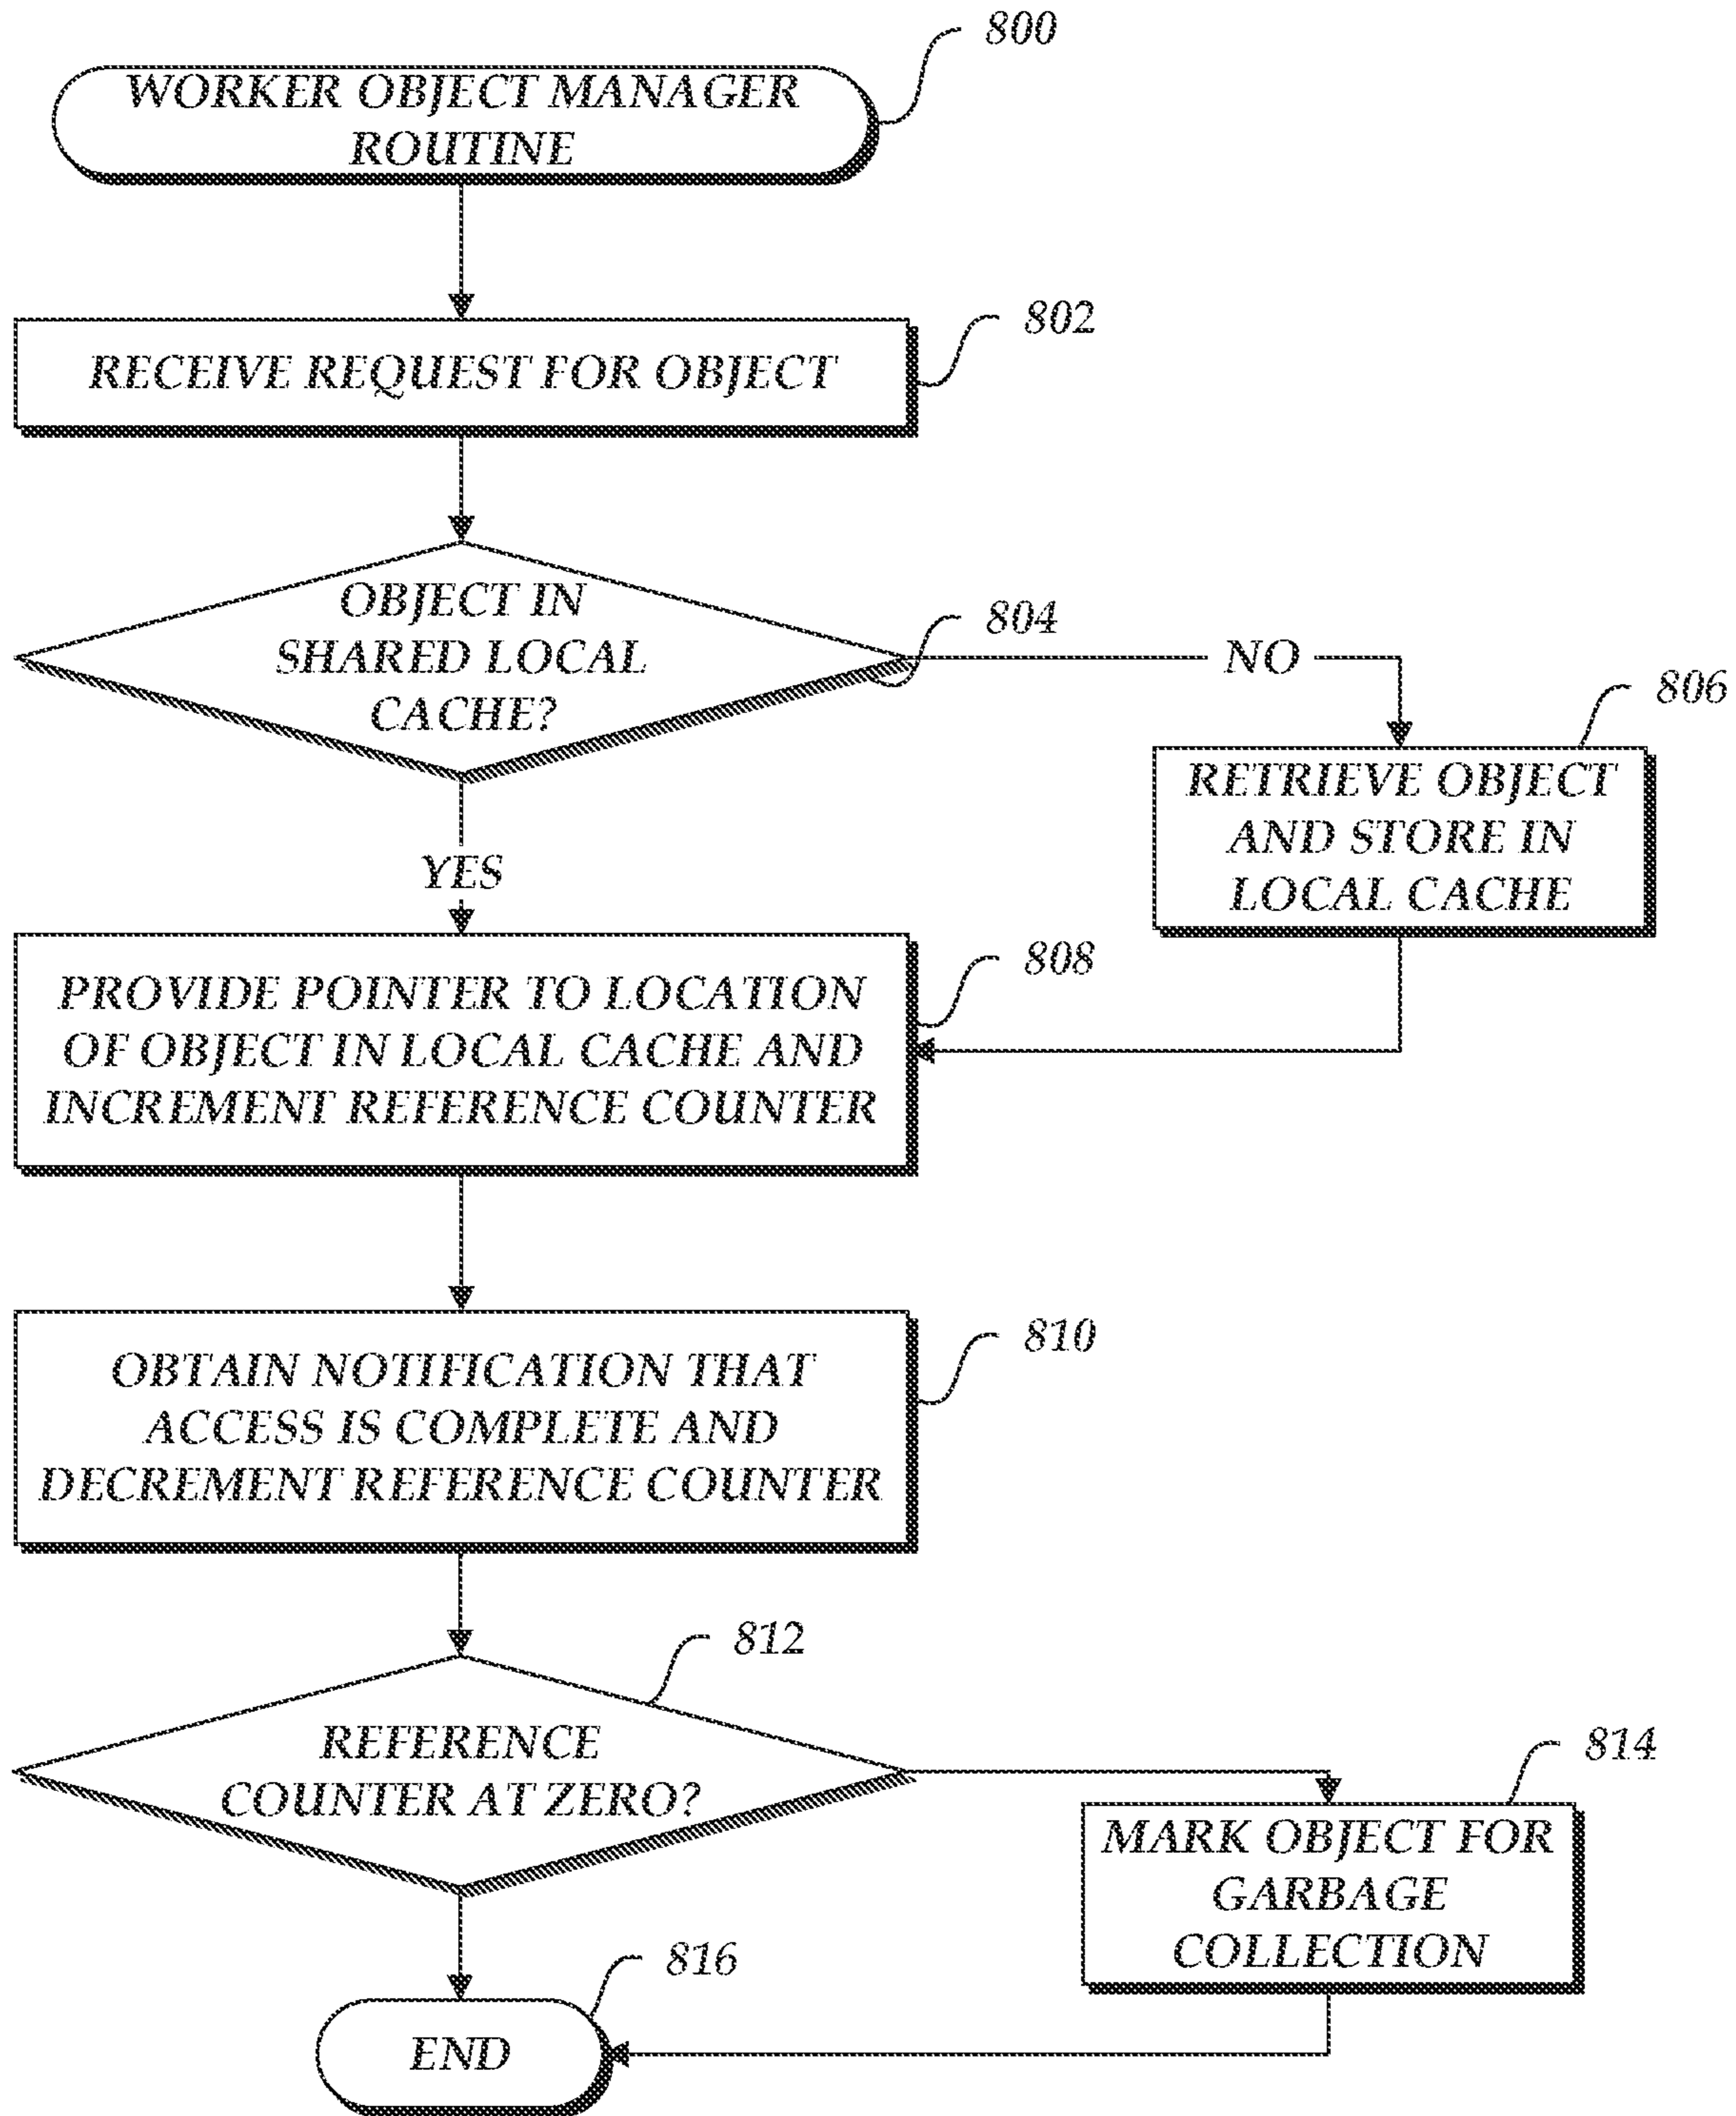 800
WORKER OBJECT MANAGER
ROUTINE
802
RECEIVE REQUEST FOR OBJECT
804
OBJECT IN
SHARED LOCAL
CACHE?
NO
806
RETRIEVE OBJECT
AND STORE IN
LOCAL CACHE
YES
808
PROVIDE POINTER TO LOCATION
OF OBJECT IN LOCAL CACHE AND
INCREMENT REFERENCE COUNTER
810
OBTAIN NOTIFICATION THAT
ACCESS IS COMPLETE AND
DECREMENT REFERENCE COUNTER
812
REFERENCE
COUNTER AT ZERO?
814
MARK OBJECT FOR
GARBAGE
COLLECTION
816
END